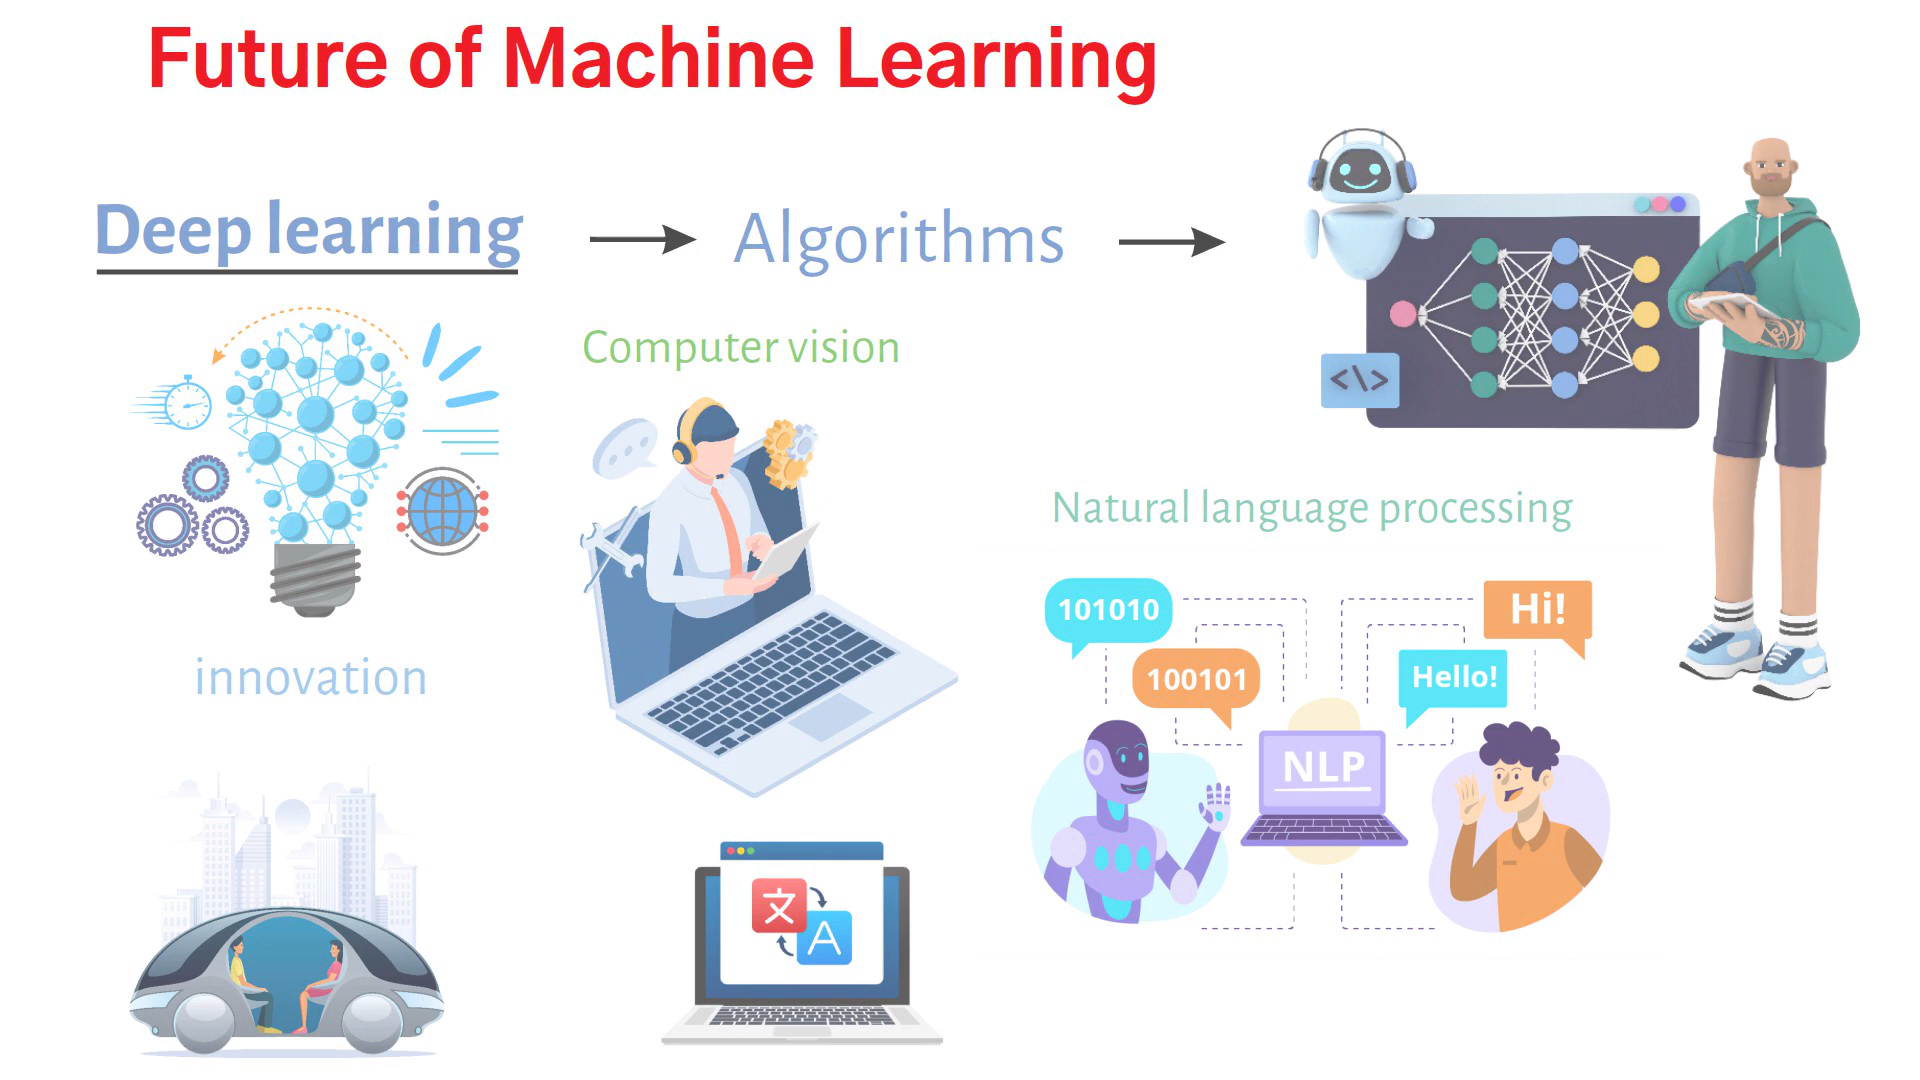 Future of Machine Learning
Deep learning
Algorithms
Computer vision
</\>
innovation
Natural language processing
101010
100101
Hi!
Hello!
NLP
文
A